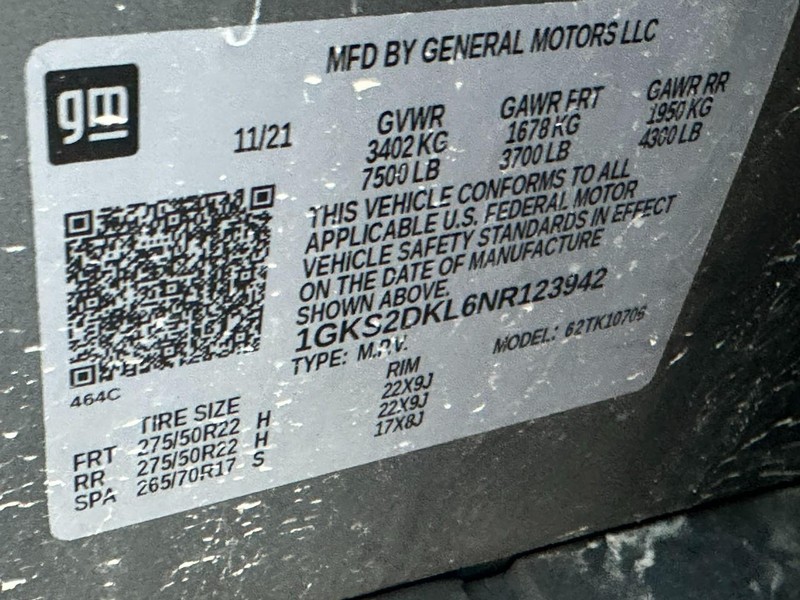 MFD BY GENERAL MOTORS LLC
gm
11/21
GVWR GAWR FRT GAWR RR
3402 KG 1678 KG 1950 KG
7500 LB 3700 LB 4300 LB
THIS VEHICLE CONFORMS TO ALL
APPLICABLE U.S. FEDERAL MOTOR
VEHICLE SAFETY STANDARDS IN EFFECT
ON THE DATE OF MANUFACTURE
SHOWN ABOVE.
1GKS2DKL6NR123942
TYPE: M.P.V. MODEL: 62TK10706
464C
TIRE SIZE RIM
FRT 275/50R22 H 22X9J
RR 275/50R22 H 22X9J
SPA 265/70R17 S 17X8J